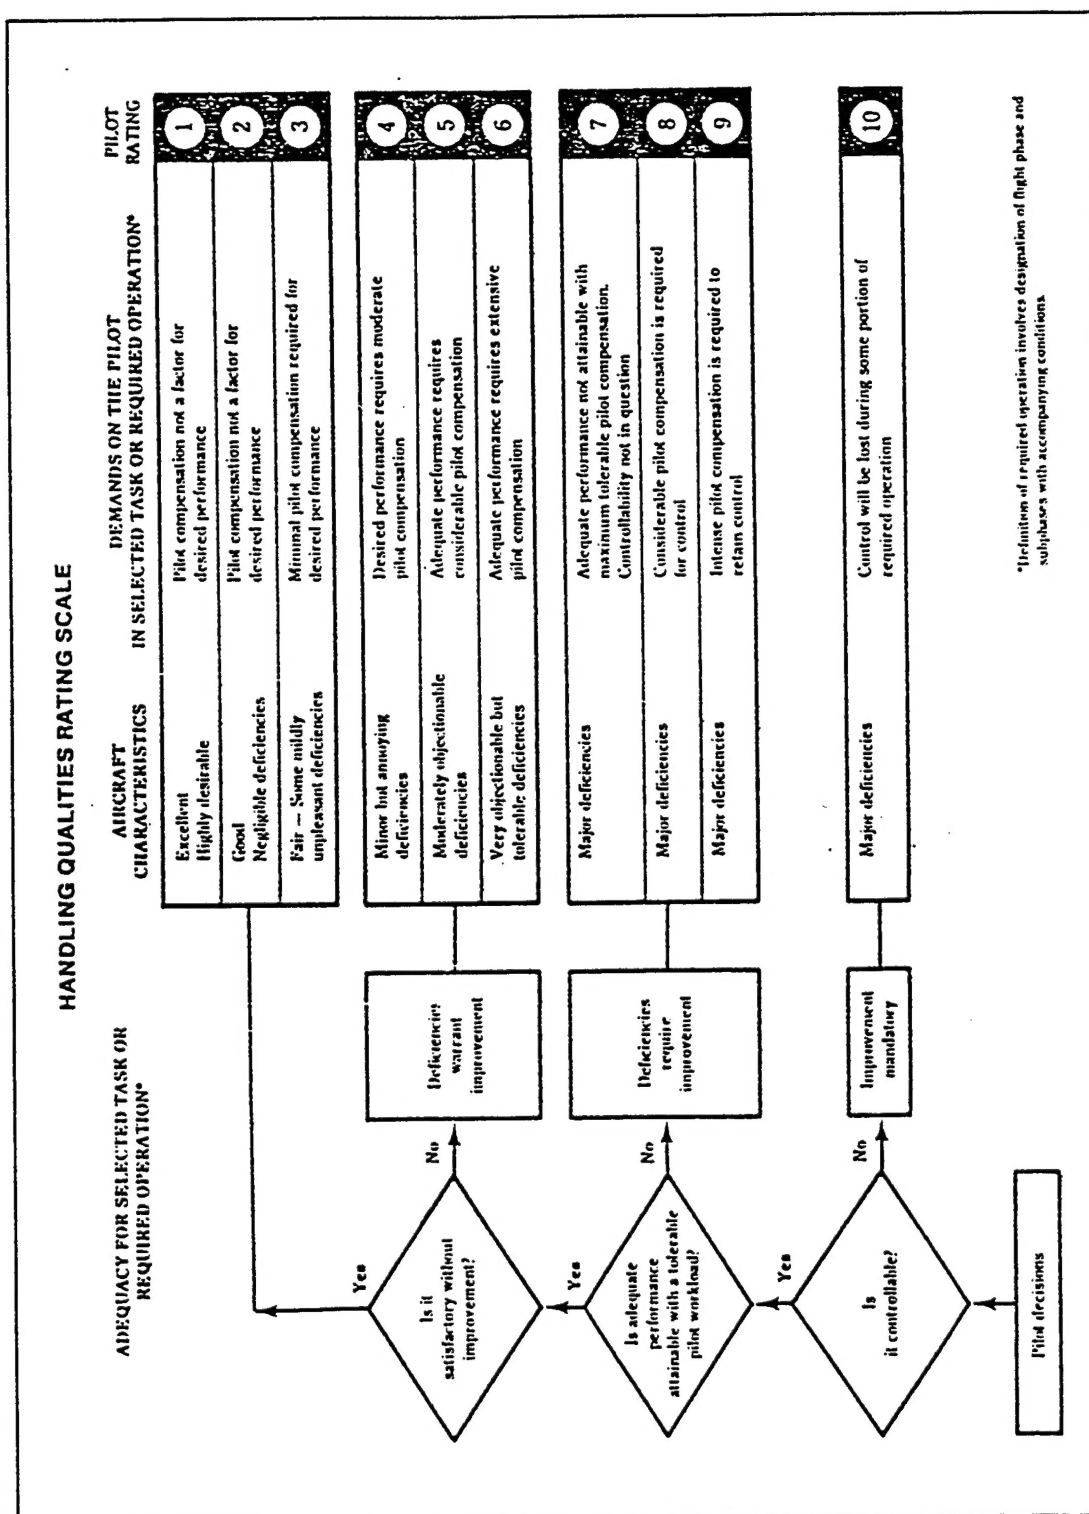 HANDLING QUALITIES RATING SCALE
ADEQUACY FOR SELECTED TASK OR
REQUIRED OPERATION*
AIRCRAFT
CHARACTERISTICS
DEMANDS ON THE PILOT
IN SELECTED TASK OR REQUIRED OPERATION*
PILOT
RATING
Excellent
Highly desirable
Pilot compensation not a factor for
desired performance
1
Good
Negligible deficiencies
Pilot compensation not a factor for
desired performance
2
Fair — Some mildly
unpleasant deficiencies
Minimal pilot compensation required for
desired performance
3
Yes
Is it
satisfactory without
improvement?
No
Deficiencies
warrant
improvement
Minor but annoying
deficiencies
Desired performance requires moderate
pilot compensation
4
Moderately objectionable
deficiencies
Adequate performance requires
considerable pilot compensation
5
Very objectionable but
tolerable deficiencies
Adequate performance requires extensive
pilot compensation
6
Yes
Is adequate
performance
attainable with a tolerable
pilot workload?
No
Deficiencies
require
improvement
Major deficiencies
Adequate performance not attainable with
maximum tolerable pilot compensation.
Controllability not in question
7
Major deficiencies
Considerable pilot compensation is required
for control
8
Major deficiencies
Intense pilot compensation is required to
retain control
9
Yes
Is
it controllable?
No
Improvement
mandatory
Major deficiencies
Control will be lost during some portion of
required operation
10
Pilot decisions
*Definition of required operation involves designation of flight phase and
subphases with accompanying conditions.